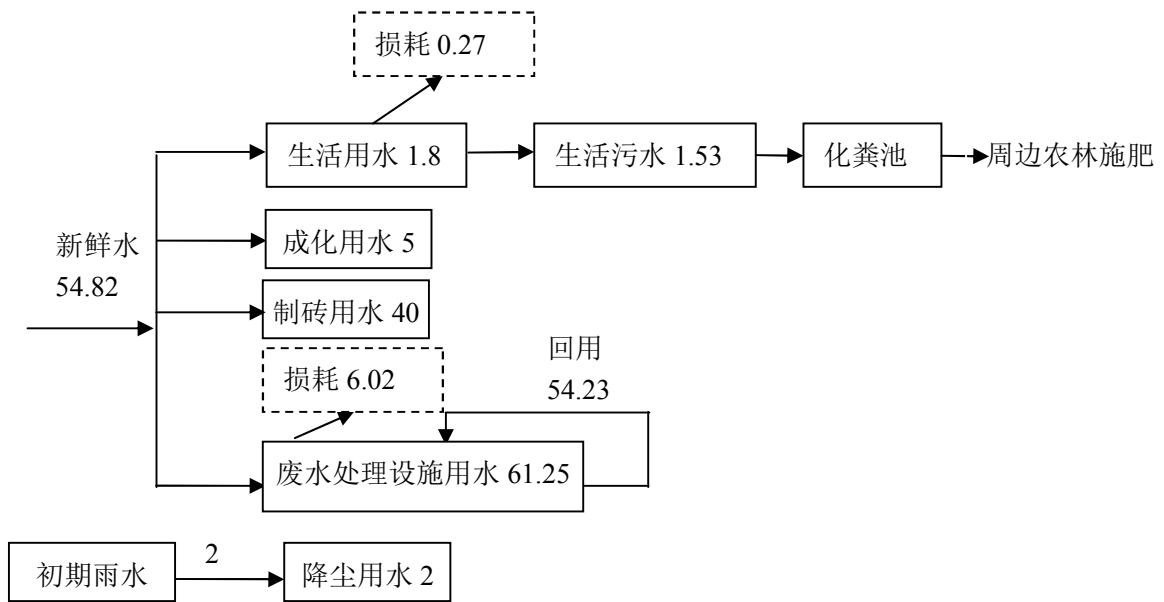 损耗 0.27
生活用水 1.8
生活污水 1.53
化粪池
周边农林施肥
新鲜水
54.82
成化用水 5
制砖用水 40
损耗 6.02
回用
54.23
废水处理设施用水 61.25
初期雨水
2
降尘用水 2